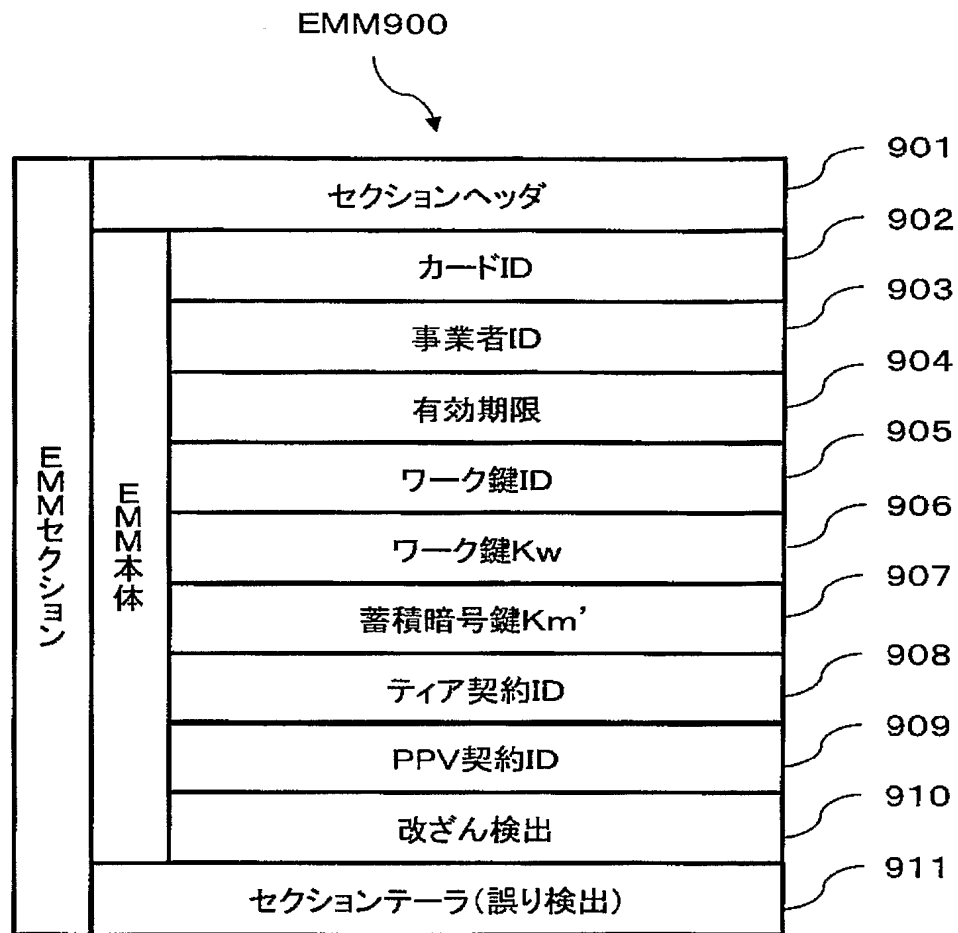 EMM900
セクションヘッダ
901
カードID
902
事業者ID
903
有効期限
904
ワーク鍵ID
905
ワーク鍵Kw
906
蓄積暗号鍵Km'
907
ティア契約ID
908
PPV契約ID
909
改ざん検出
910
セクションテーラ(誤り検出)
911
EMMセクション
EMM本体